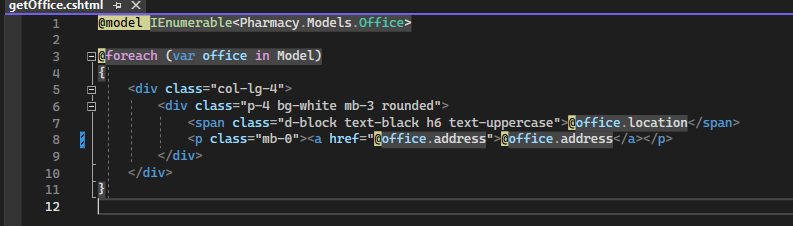 getOffice.cshtml
1 @model IEnumerable<Pharmacy.Models.Office>
2
3 @foreach (var office in Model)
4 {
5 <div class="col-lg-4">
6 <div class="p-4 bg-white mb-3 rounded">
7 <span class="d-block text-black h6 text-uppercase">@office.location</span>
8 <p class="mb-0"><a href="@office.address">@office.address</a></p>
9 </div>
10 </div>
11 }
12